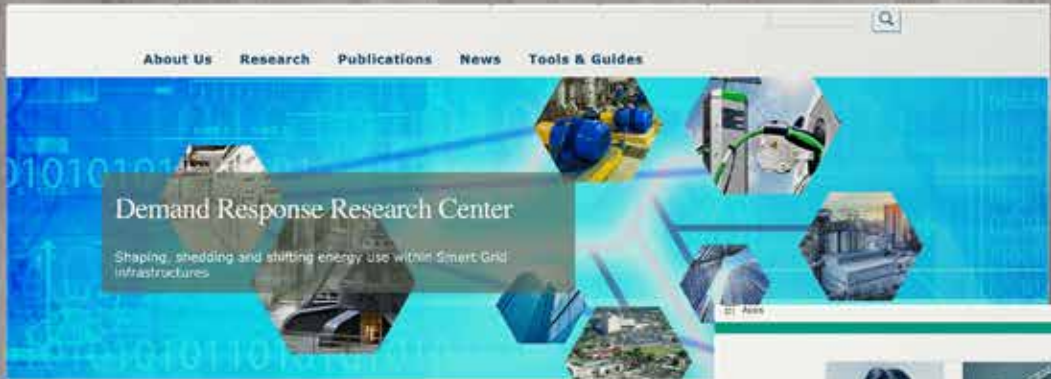 About Us Research Publications News Tools & Guides
Demand Response Research Center
Shaping, shedding and shifting energy use within Smart Grid
infrastructures
Apps